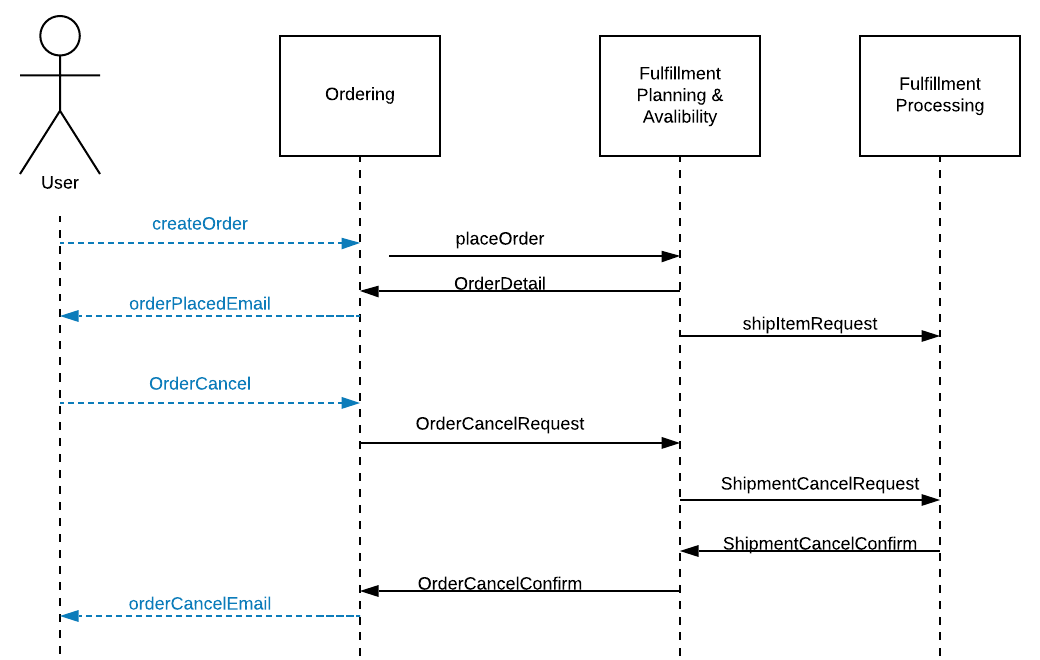 Ordering
Fulfillment
Planning &
Avalibility
Fulfillment
Processing
User
createOrder
placeOrder
OrderDetail
orderPlacedEmail
shipItemRequest
OrderCancel
OrderCancelRequest
ShipmentCancelRequest
ShipmentCancelConfirm
OrderCancelConfirm
orderCancelEmail